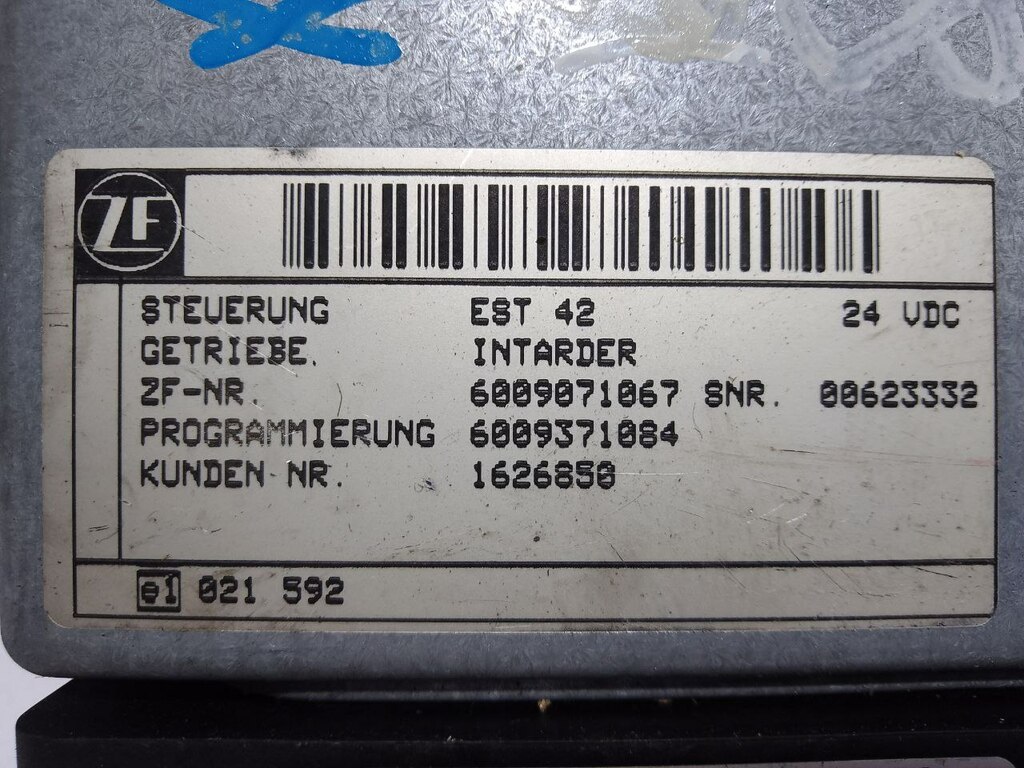 ZF
STEUERUNG EST 42 24 VDC
GETRIEBE. INTARDER
ZF-NR. 6009071067 SNR. 00623332
PROGRAMMIERUNG 6009371084
KUNDEN NR. 1626850
e1 021 592